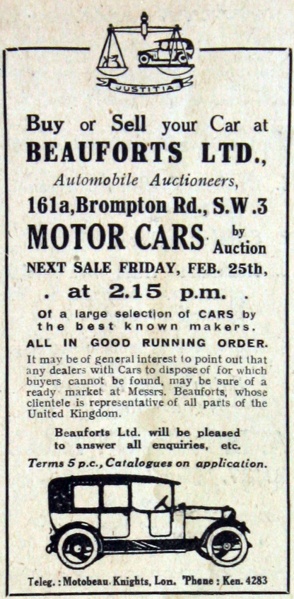 JUSTITIA
Buy or Sell your Car at
BEAUFORTS LTD.,
Automobile Auctioneers,
161a, Brompton Rd., S.W.3
MOTOR CARS by Auction
NEXT SALE FRIDAY, FEB. 25th,
. at 2.15 p.m. .
Of a large selection of CARS by
the best known makers.
ALL IN GOOD RUNNING ORDER.
It may be of general interest to point out that
any dealers with Cars to dispose of for which
buyers cannot be found, may be sure of a
ready market at Messrs. Beauforts, whose
clientele is representative of all parts of the
United Kingdom.
Beauforts Ltd. will be pleased
to answer all enquiries, etc.
Terms 5 p.c., Catalogues on application.
Teleg.: Motobeau Knights, Lon. 'Phone: Ken. 4283